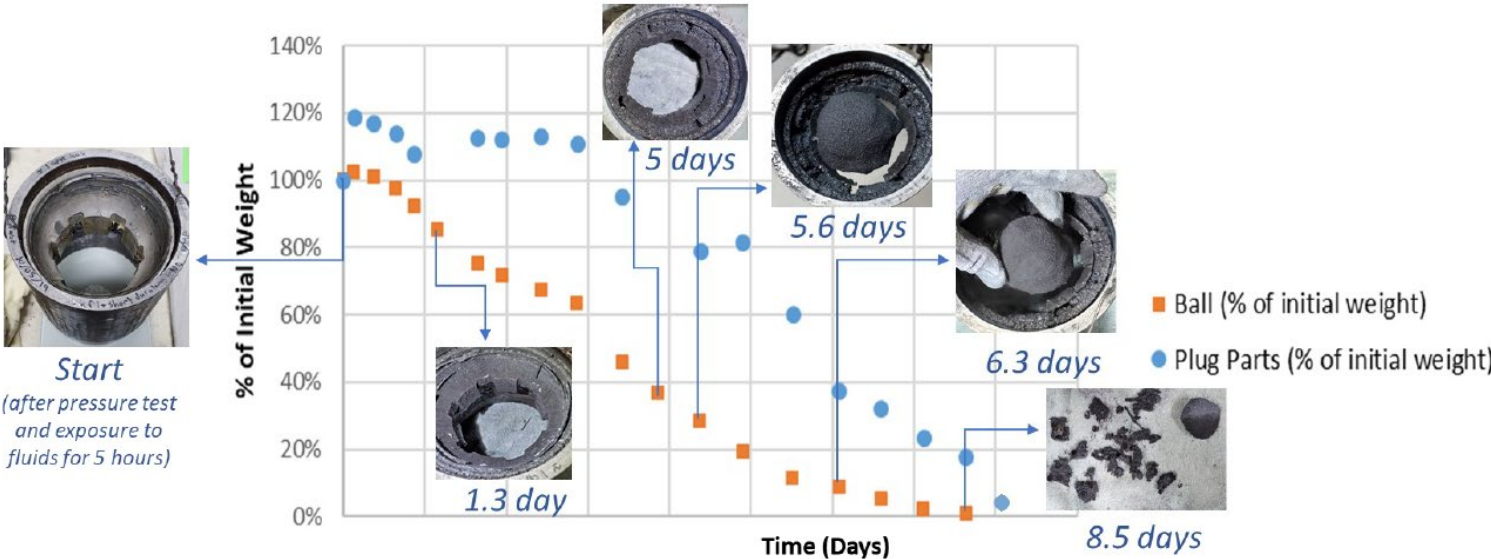 140%
120%
100%
80%
60%
40%
20%
0%
% of Initial Weight
Time (Days)
Start
(after pressure test
and exposure to
fluids for 5 hours)
1.3 day
5 days
5.6 days
6.3 days
8.5 days
Ball (% of initial weight)
Plug Parts (% of initial weight)